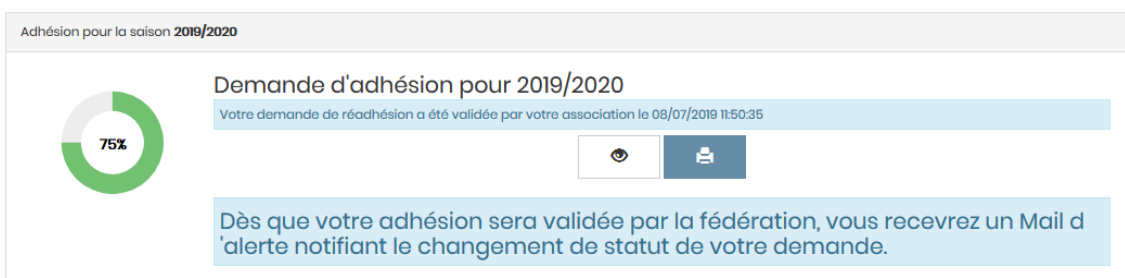 Adhésion pour la saison 2019/2020
Demande d'adhésion pour 2019/2020
Votre demande de réadhésion a été validée par votre association le 08/07/2019 11:50:35
75%
Dès que votre adhésion sera validée par la fédération, vous recevrez un Mail d
'alerte notifiant le changement de statut de votre demande.